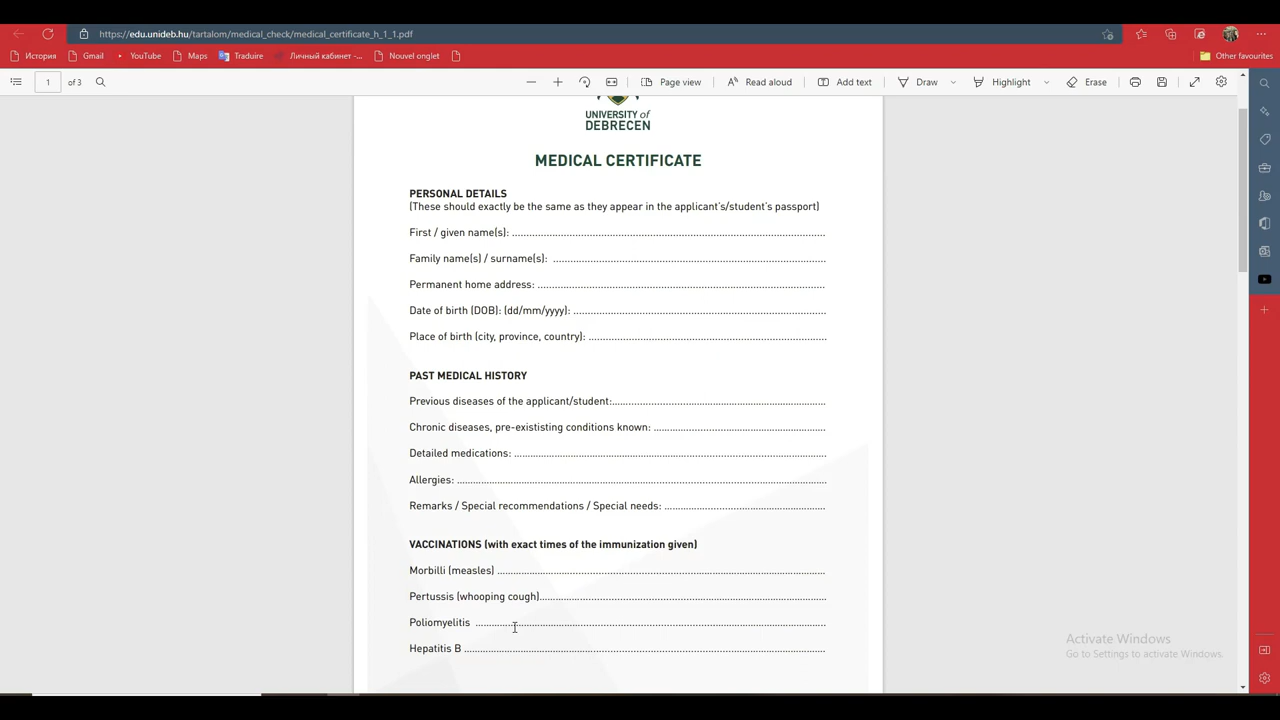 https://edu.unideb.hu/tartalom/medical_check/medical_certificate_h_1_1.pdf
История Gmail YouTube Maps Traduire Личный кабинет -... Nouvel onglet Other favourites
1 of 3 Page view Read aloud Add text Draw Highlight Erase
UNIVERSITY of
DEBRECEN
MEDICAL CERTIFICATE
PERSONAL DETAILS
(These should exactly be the same as they appear in the applicant's/student's passport)
First / given name(s):
Family name(s) / surname(s):
Permanent home address:
Date of birth (DOB): (dd/mm/yyyy):
Place of birth (city, province, country):
PAST MEDICAL HISTORY
Previous diseases of the applicant/student:
Chronic diseases, pre-exististing conditions known:
Detailed medications:
Allergies:
Remarks / Special recommendations / Special needs:
VACCINATIONS (with exact times of the immunization given)
Morbilli (measles)
Pertussis (whooping cough)
Poliomyelitis
Hepatitis B
Activate Windows
Go to Settings to activate Windows.